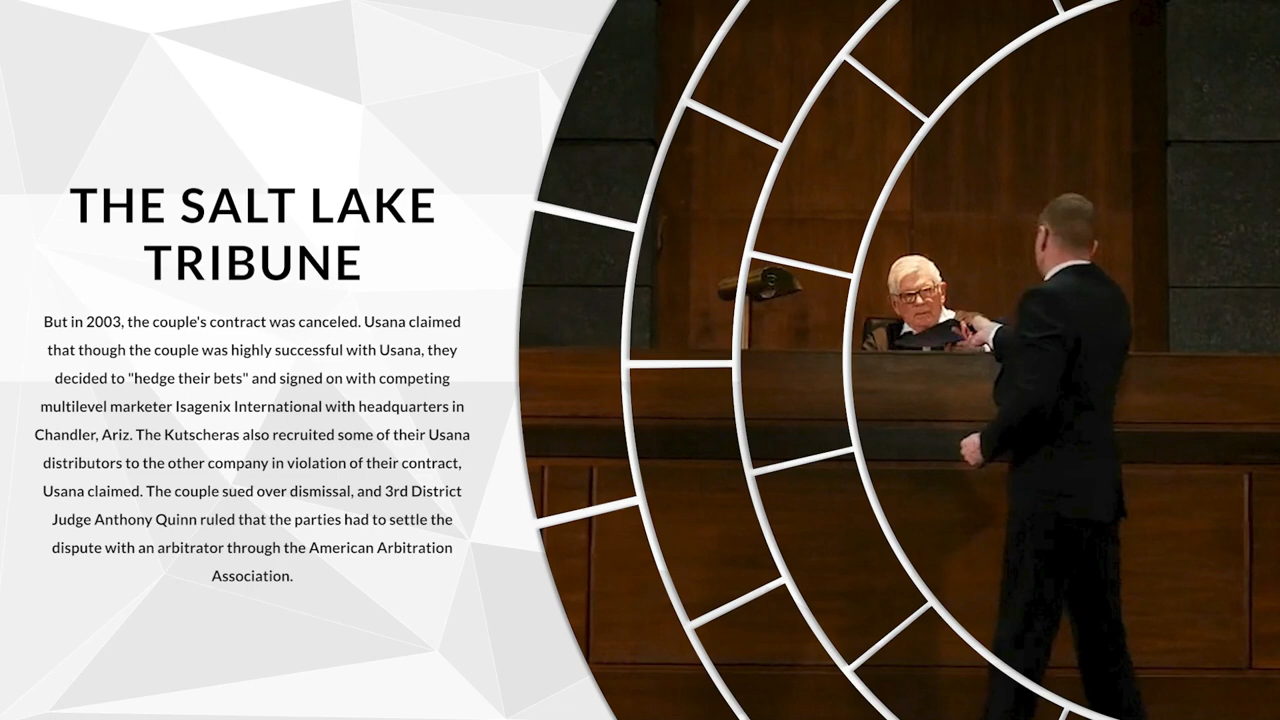 THE SALT LAKE
TRIBUNE
But in 2003, the couple's contract was canceled. Usana claimed
that though the couple was highly successful with Usana, they
decided to "hedge their bets" and signed on with competing
multilevel marketer Isagenix International with headquarters in
Chandler, Ariz. The Kutscheras also recruited some of their Usana
distributors to the other company in violation of their contract,
Usana claimed. The couple sued over dismissal, and 3rd District
Judge Anthony Quinn ruled that the parties had to settle the
dispute with an arbitrator through the American Arbitration
Association.